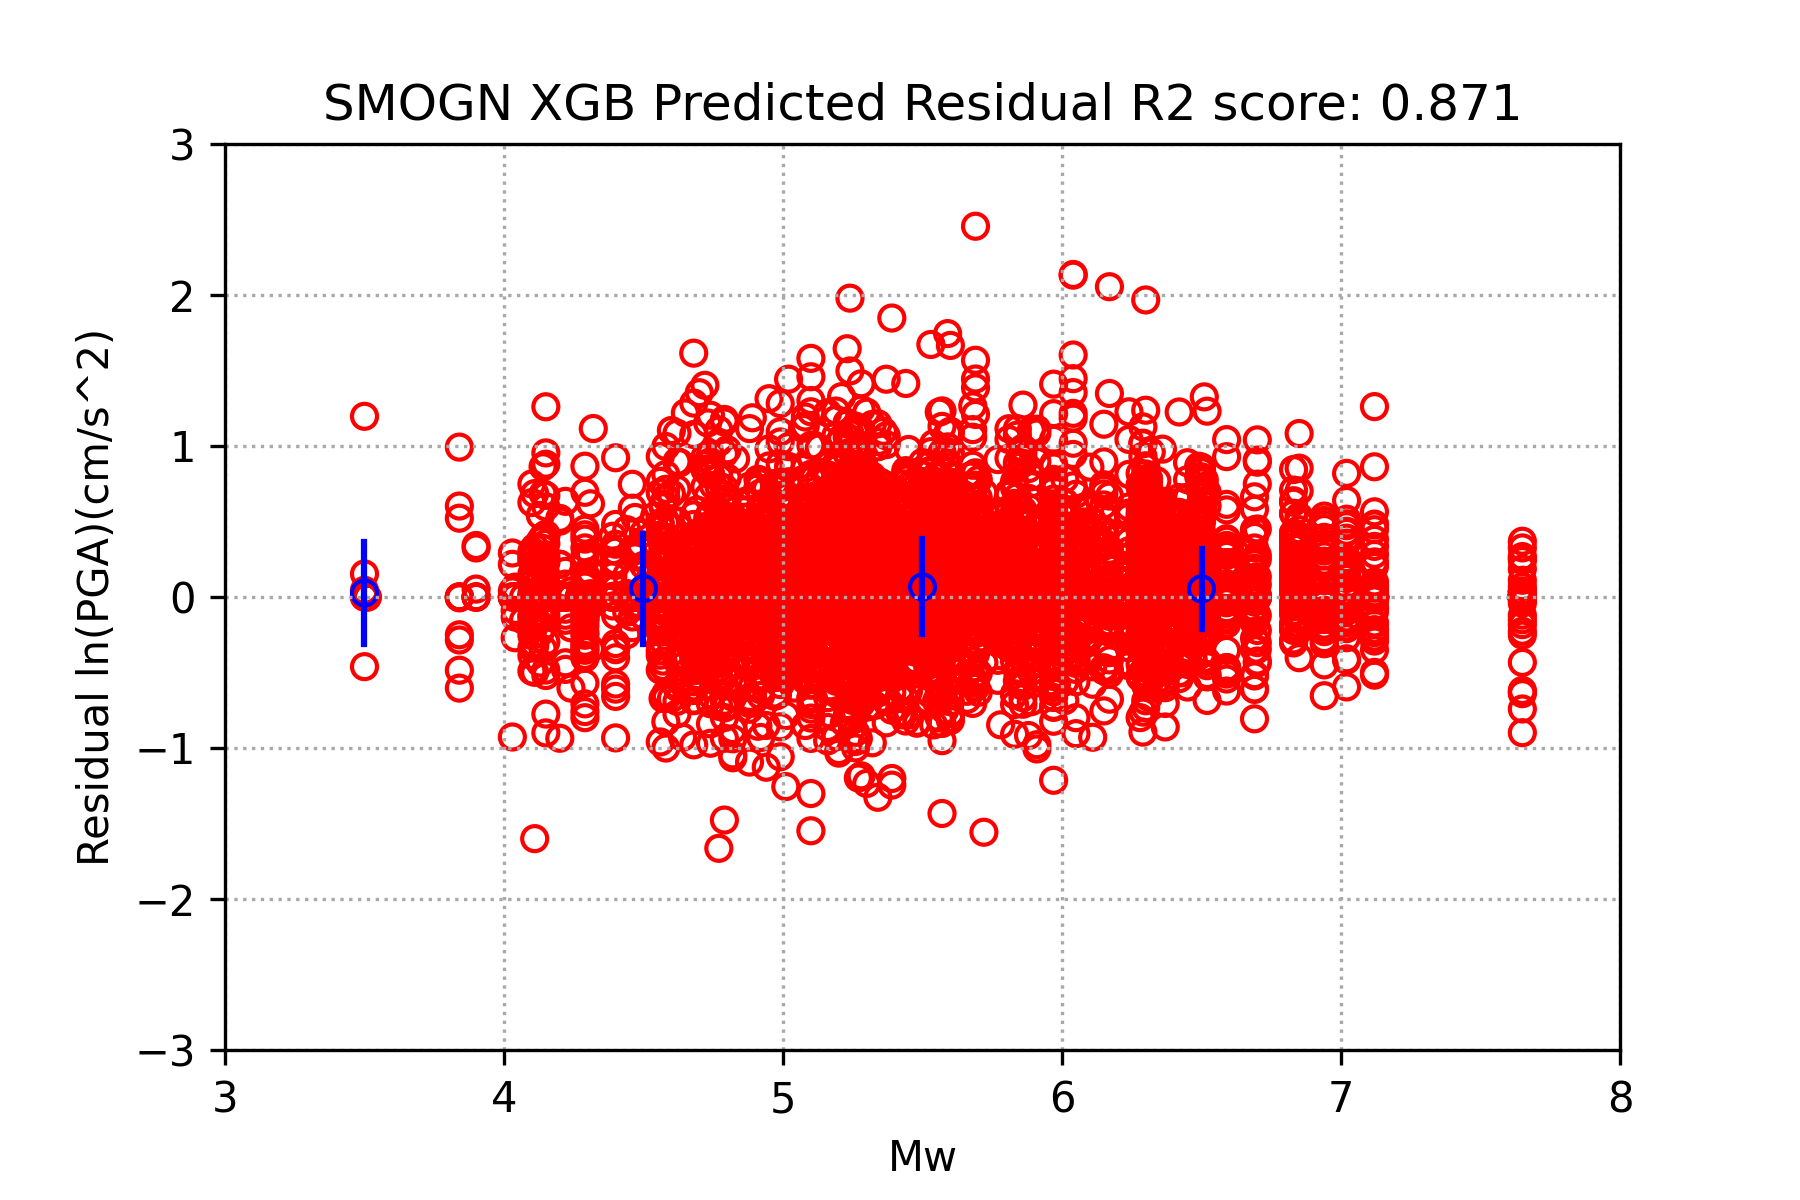 SMOGN XGB Predicted Residual R2 score: 0.871
3
2
1
0
−1
−2
−3
Residual ln(PGA)(cm/s^2)
3 4 5 6 7 8
Mw